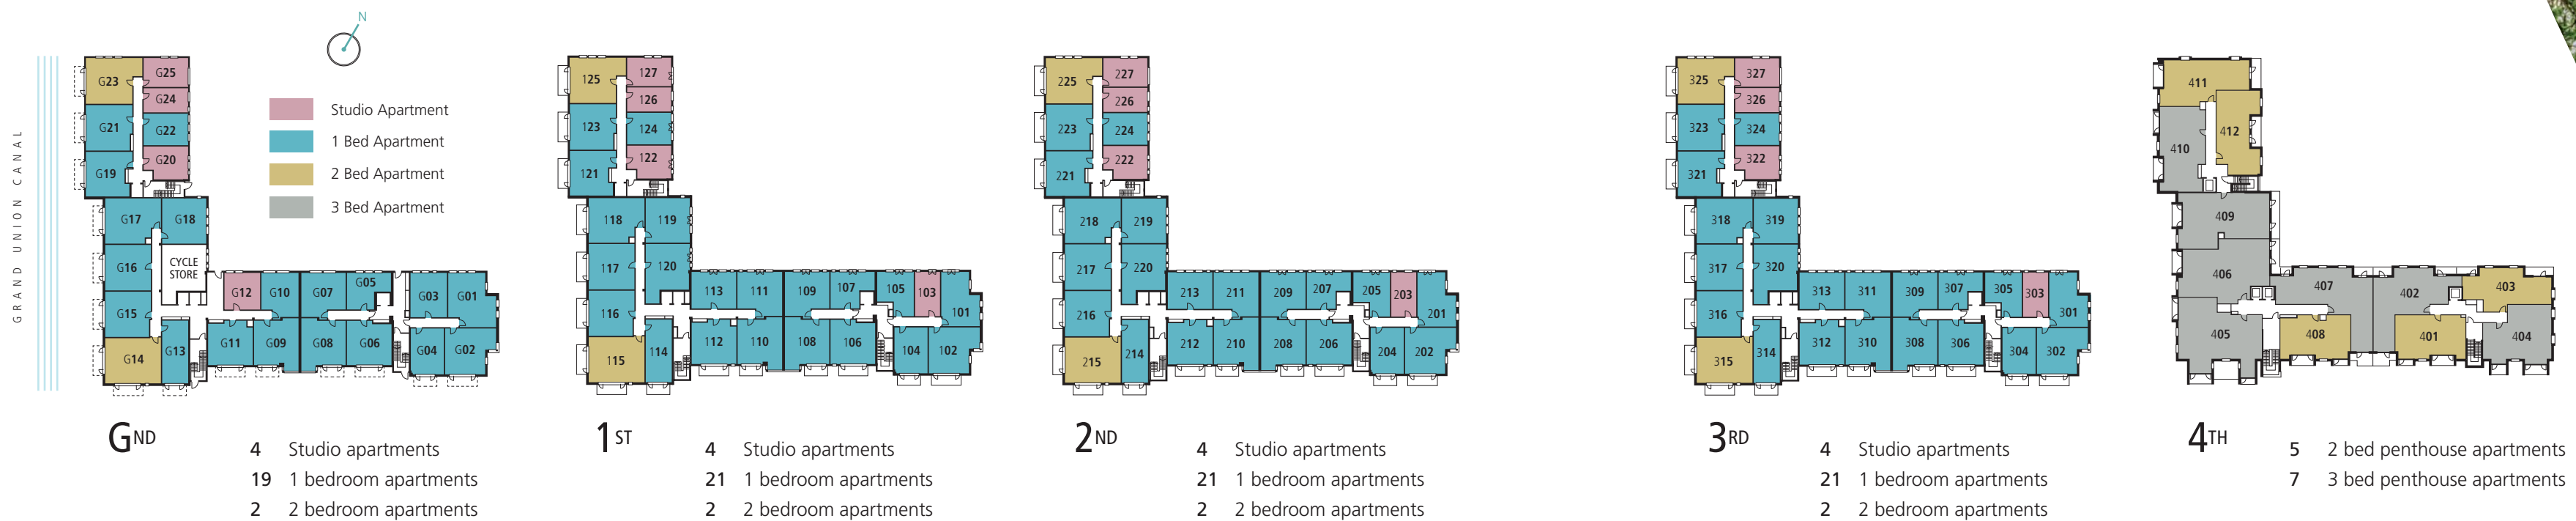 GRAND UNION CANAL
N
Studio Apartment
1 Bed Apartment
2 Bed Apartment
3 Bed Apartment
G23
G25
G24
G21
G22
G20
G19
G17
G18
G16
CYCLE
STORE
G15
G12
G10
G07
G05
G03
G01
G14
G13
G11
G09
G08
G06
G04
G02
GND
4 Studio apartments
19 1 bedroom apartments
2 2 bedroom apartments
125
127
126
123
124
122
121
118
119
117
120
116
113
111
109
107
105
103
101
115
114
112
110
108
106
104
102
1ST
4 Studio apartments
21 1 bedroom apartments
2 2 bedroom apartments
225
227
226
223
224
222
221
218
219
217
220
216
213
211
209
207
205
203
201
215
214
212
210
208
206
204
202
2ND
4 Studio apartments
21 1 bedroom apartments
2 2 bedroom apartments
325
327
326
323
324
322
321
318
319
317
320
316
313
311
309
307
305
303
301
315
314
312
310
308
306
304
302
3RD
4 Studio apartments
21 1 bedroom apartments
2 2 bedroom apartments
411
412
410
409
406
407
402
403
405
408
401
404
4TH
5 2 bed penthouse apartments
7 3 bed penthouse apartments